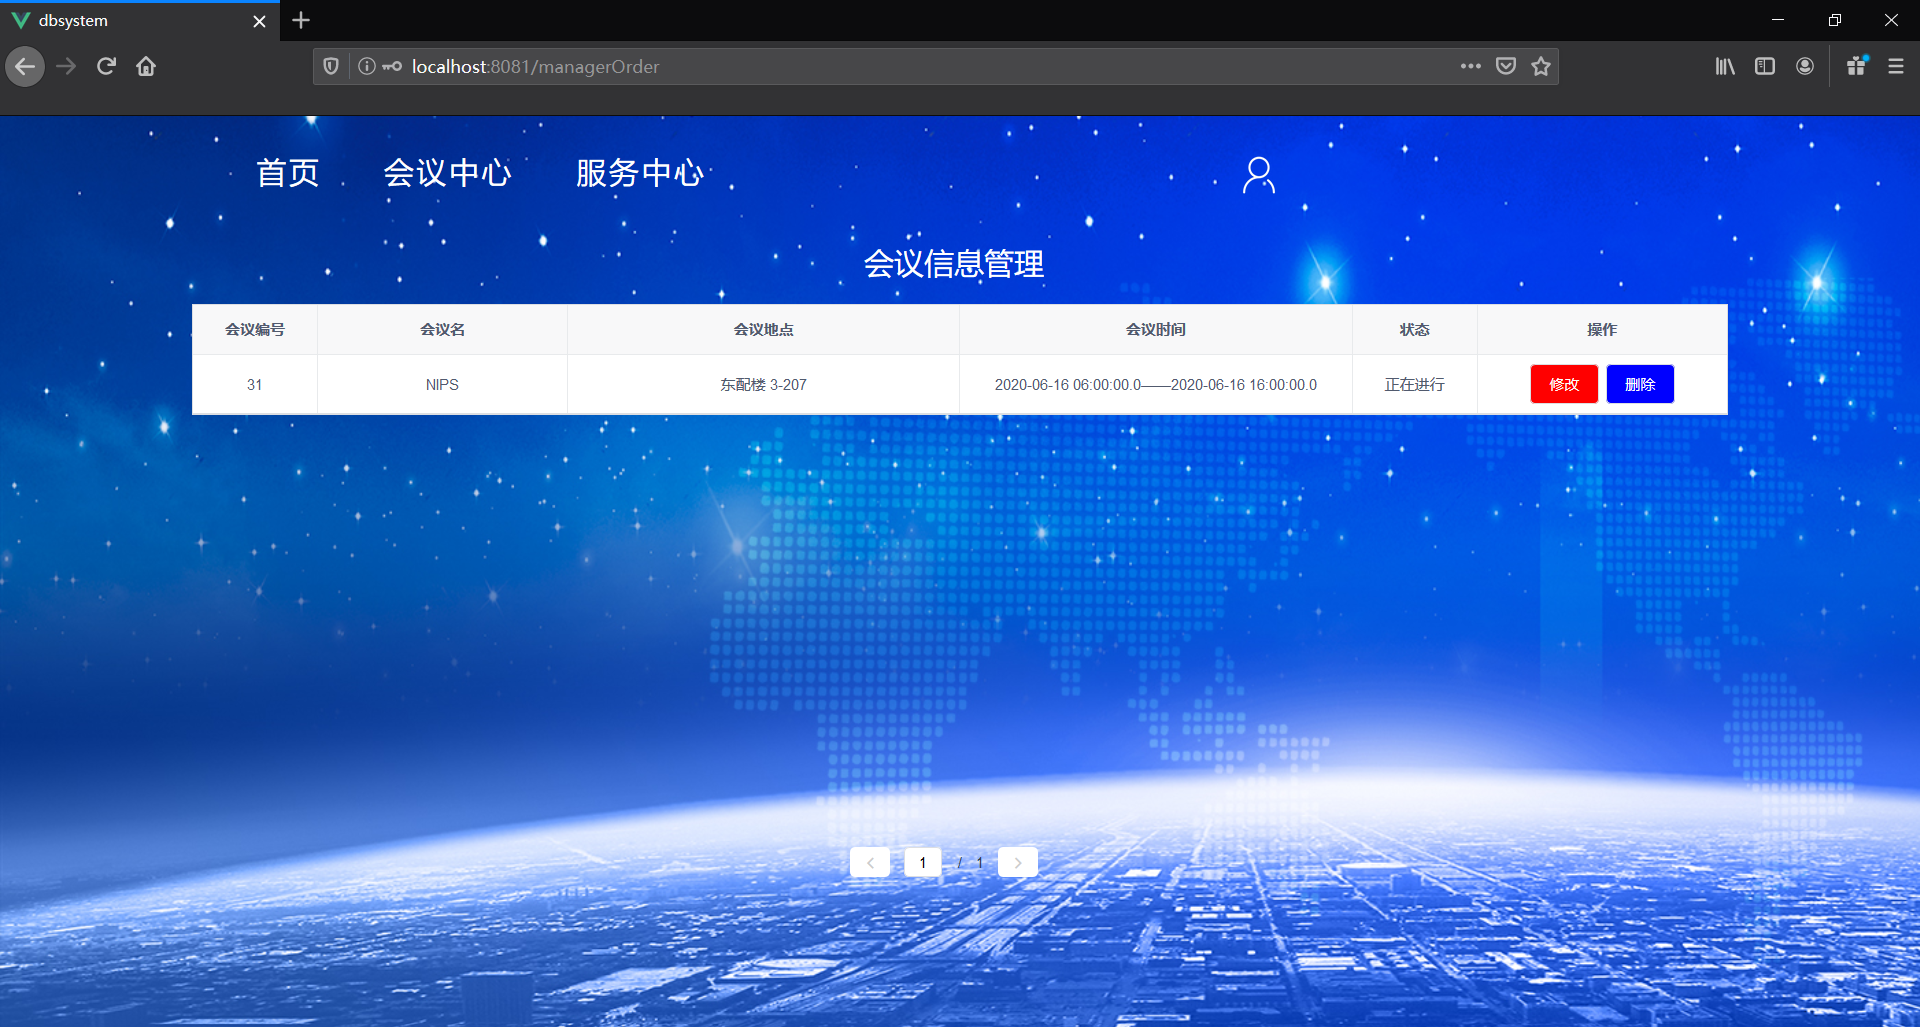 dbsystem
localhost:8081/managerOrder
首页 会议中心 服务中心
会议信息管理
会议编号 会议名 会议地点 会议时间 状态 操作
31 NIPS 东配楼 3-207 2020-06-16 06:00:00.0——2020-06-16 16:00:00.0 正在进行 修改 删除
1 / 1